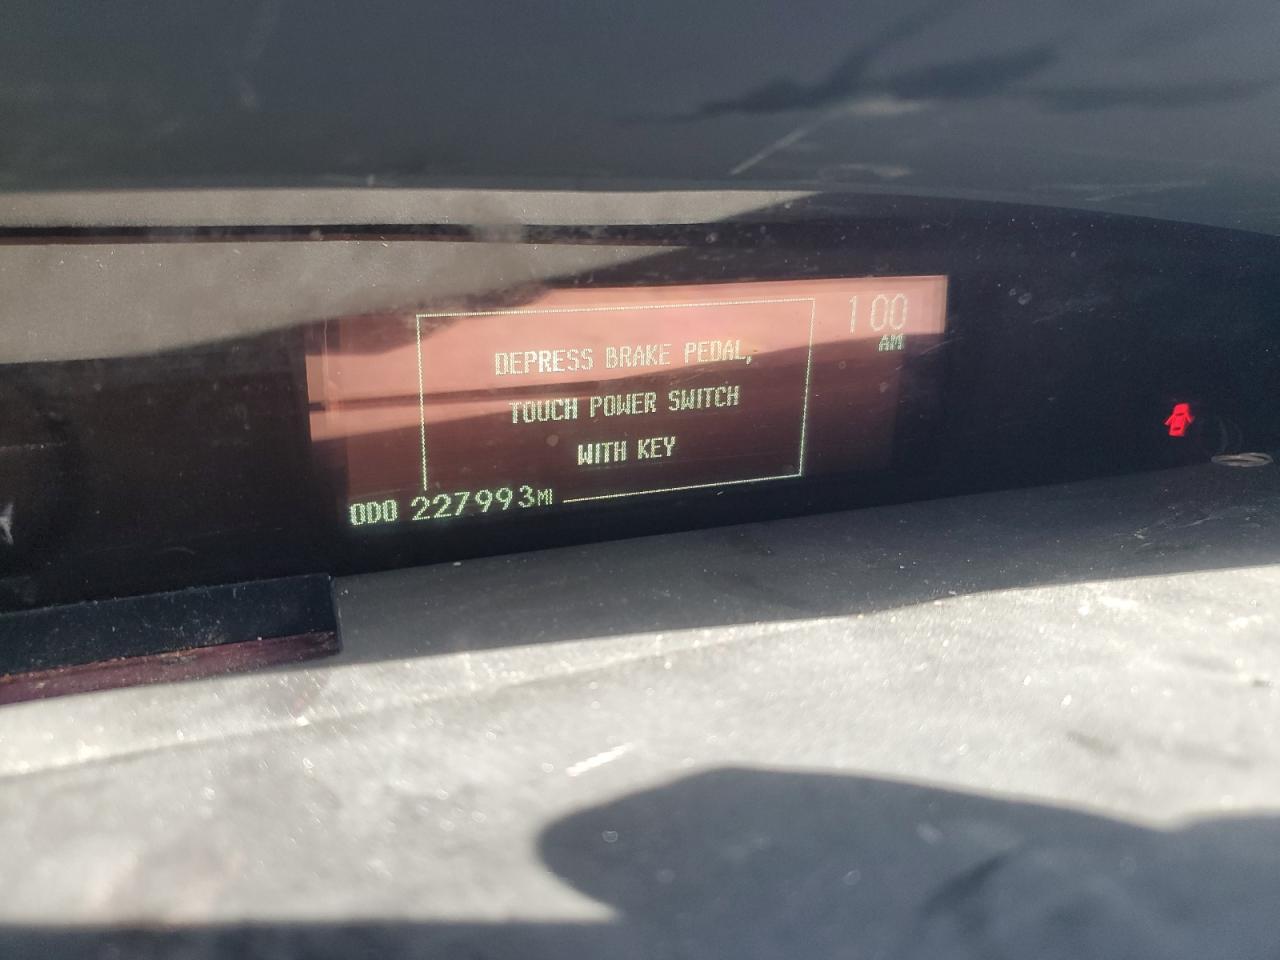 1 00
AM
DEPRESS BRAKE PEDAL,
TOUCH POWER SWITCH
WITH KEY
ODO 227993MI